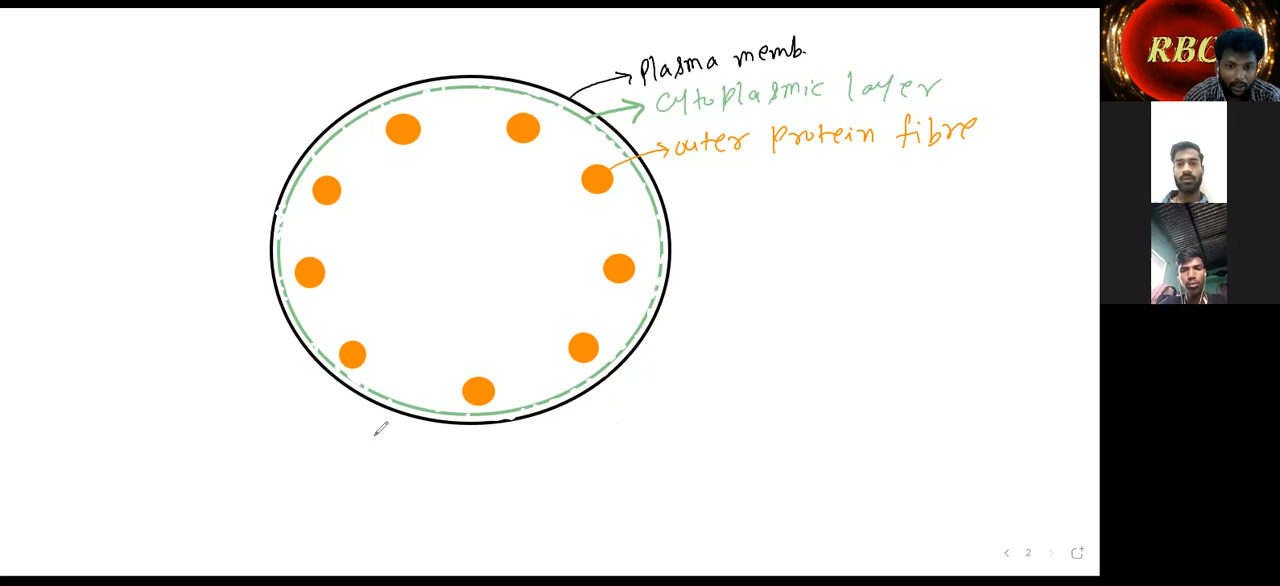 Plasma memb.
cytoplasmic layer
outer protein fibre
RBC
2